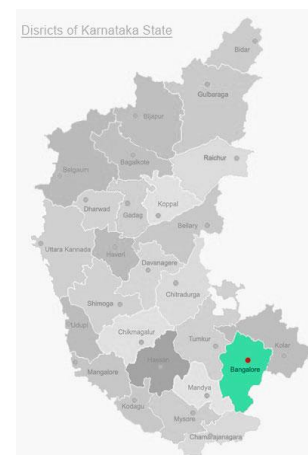 Disricts of Karnataka State
Bidar
Gulbaraga
Bijapur
Bagalkote
Raichur
Belgaum
Koppal
Dharwad
Gadag
Bellary
Uttara Kannada
Haveri
Davanagere
Chitradurga
Shimoga
Udupi
Chikmagalur
Tumkur
Kolar
Hassan
Bangalore
Mangalore
Mandya
Kodagu
Mysore
Chamarajanagara